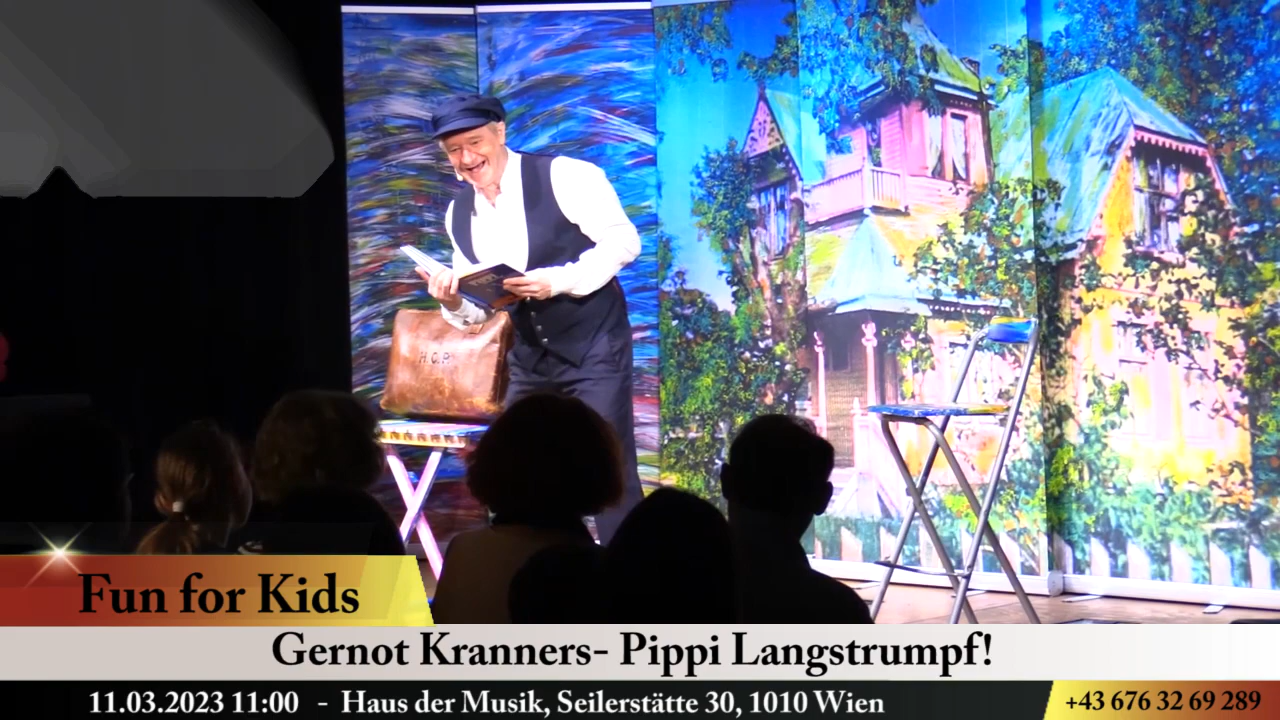 H.C.P.
Fun for Kids
Gernot Kranners- Pippi Langstrumpf!
11.03.2023 11:00 - Haus der Musik, Seilerstätte 30, 1010 Wien
+43 676 32 69 289